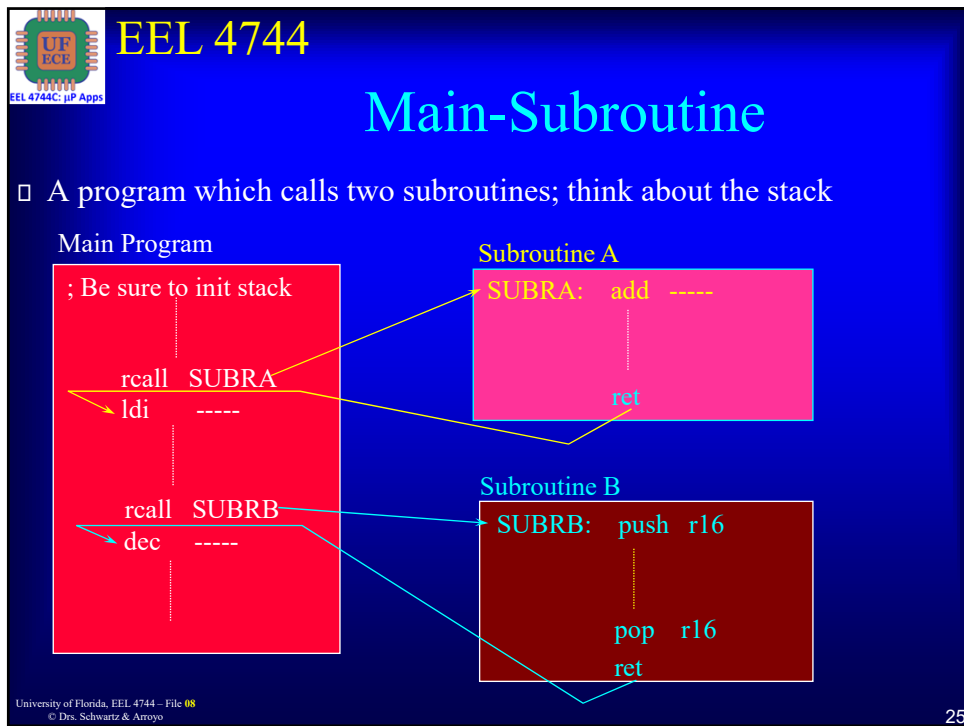 UF
ECE
EEL 4744C: µP Apps
EEL 4744
Main-Subroutine
A program which calls two subroutines; think about the stack
Main Program
; Be sure to init stack
rcall SUBRA
ldi -----
rcall SUBRB
dec -----
Subroutine A
SUBRA: add -----
ret
Subroutine B
SUBRB: push r16
pop r16
ret
University of Florida, EEL 4744 – File 08
© Drs. Schwartz & Arroyo
25